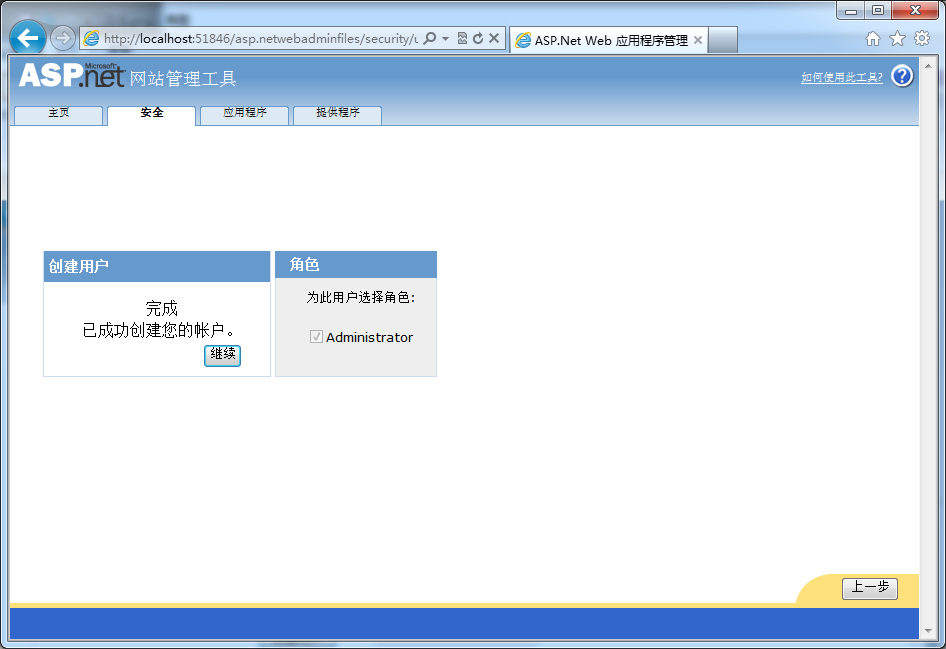 http://localhost:51846/asp.netwebadminfiles/security/u
ASP.Net Web 应用程序管理
Microsoft
ASP.net 网站管理工具
如何使用此工具?
主页
安全
应用程序
提供程序
创建用户
角色
完成
已成功创建您的帐户。
继续
为此用户选择角色:
Administrator
上一步